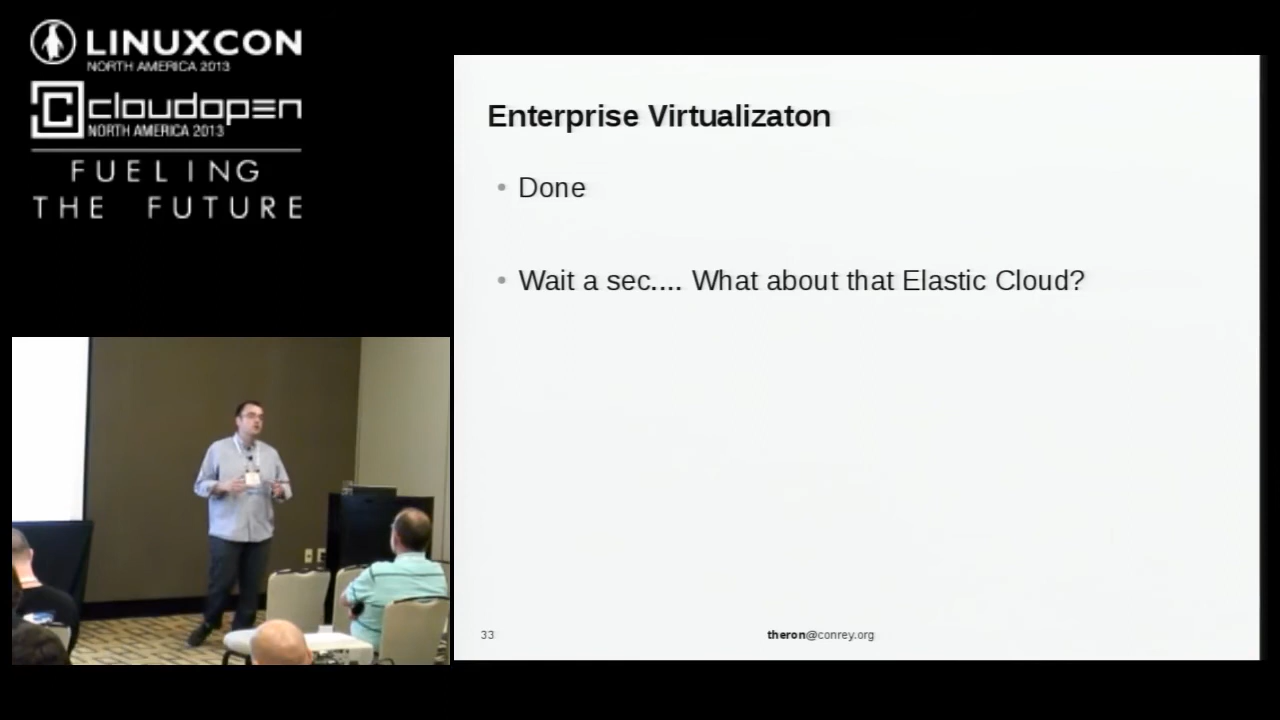 LINUXCON
NORTH AMERICA 2013
cloudopen
NORTH AMERICA 2013
FUELING
THE FUTURE
Enterprise Virtualizaton
• Done
• Wait a sec.... What about that Elastic Cloud?
33
theron@conrey.org